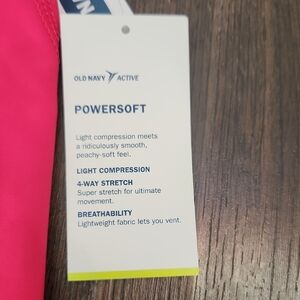 OLD NAVY ACTIVE
POWERSOFT
Light compression meets
a ridiculously smooth,
peachy-soft feel.
LIGHT COMPRESSION
4-WAY STRETCH
Super stretch for ultimate
movement.
BREATHABILITY
Lightweight fabric lets you vent.